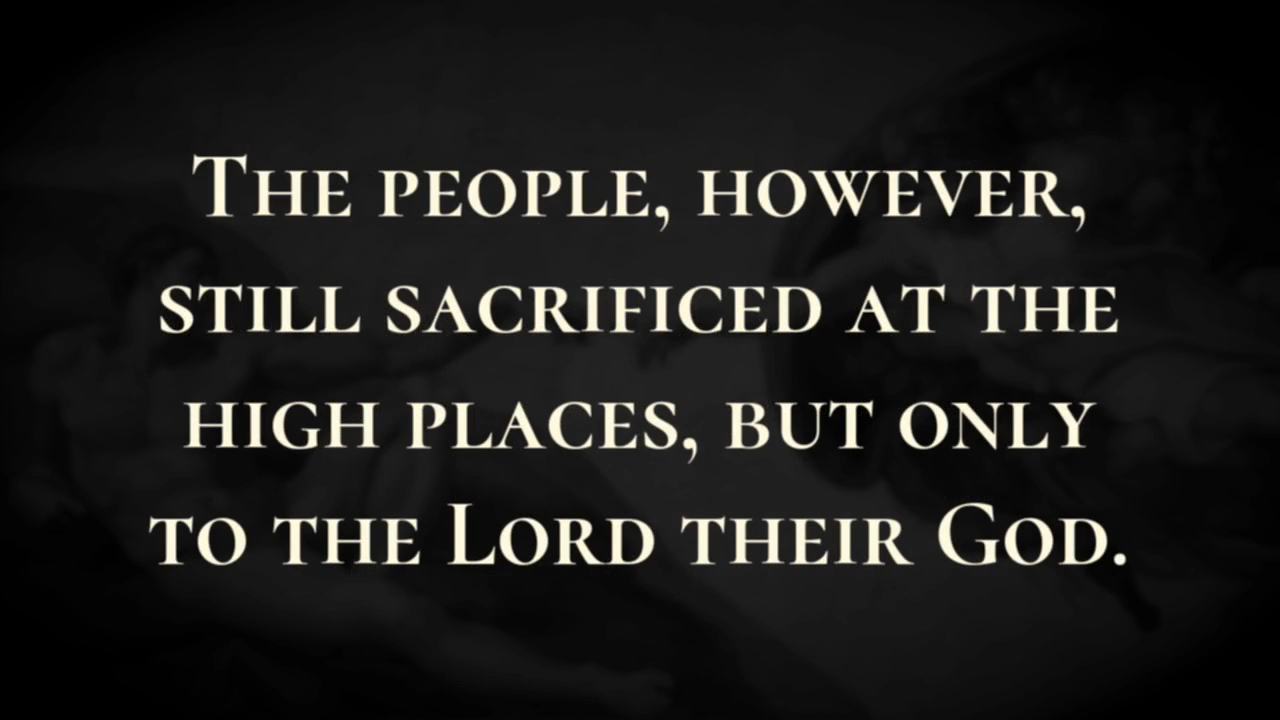 The people, however,
still sacrificed at the
high places, but only
to the Lord their God.